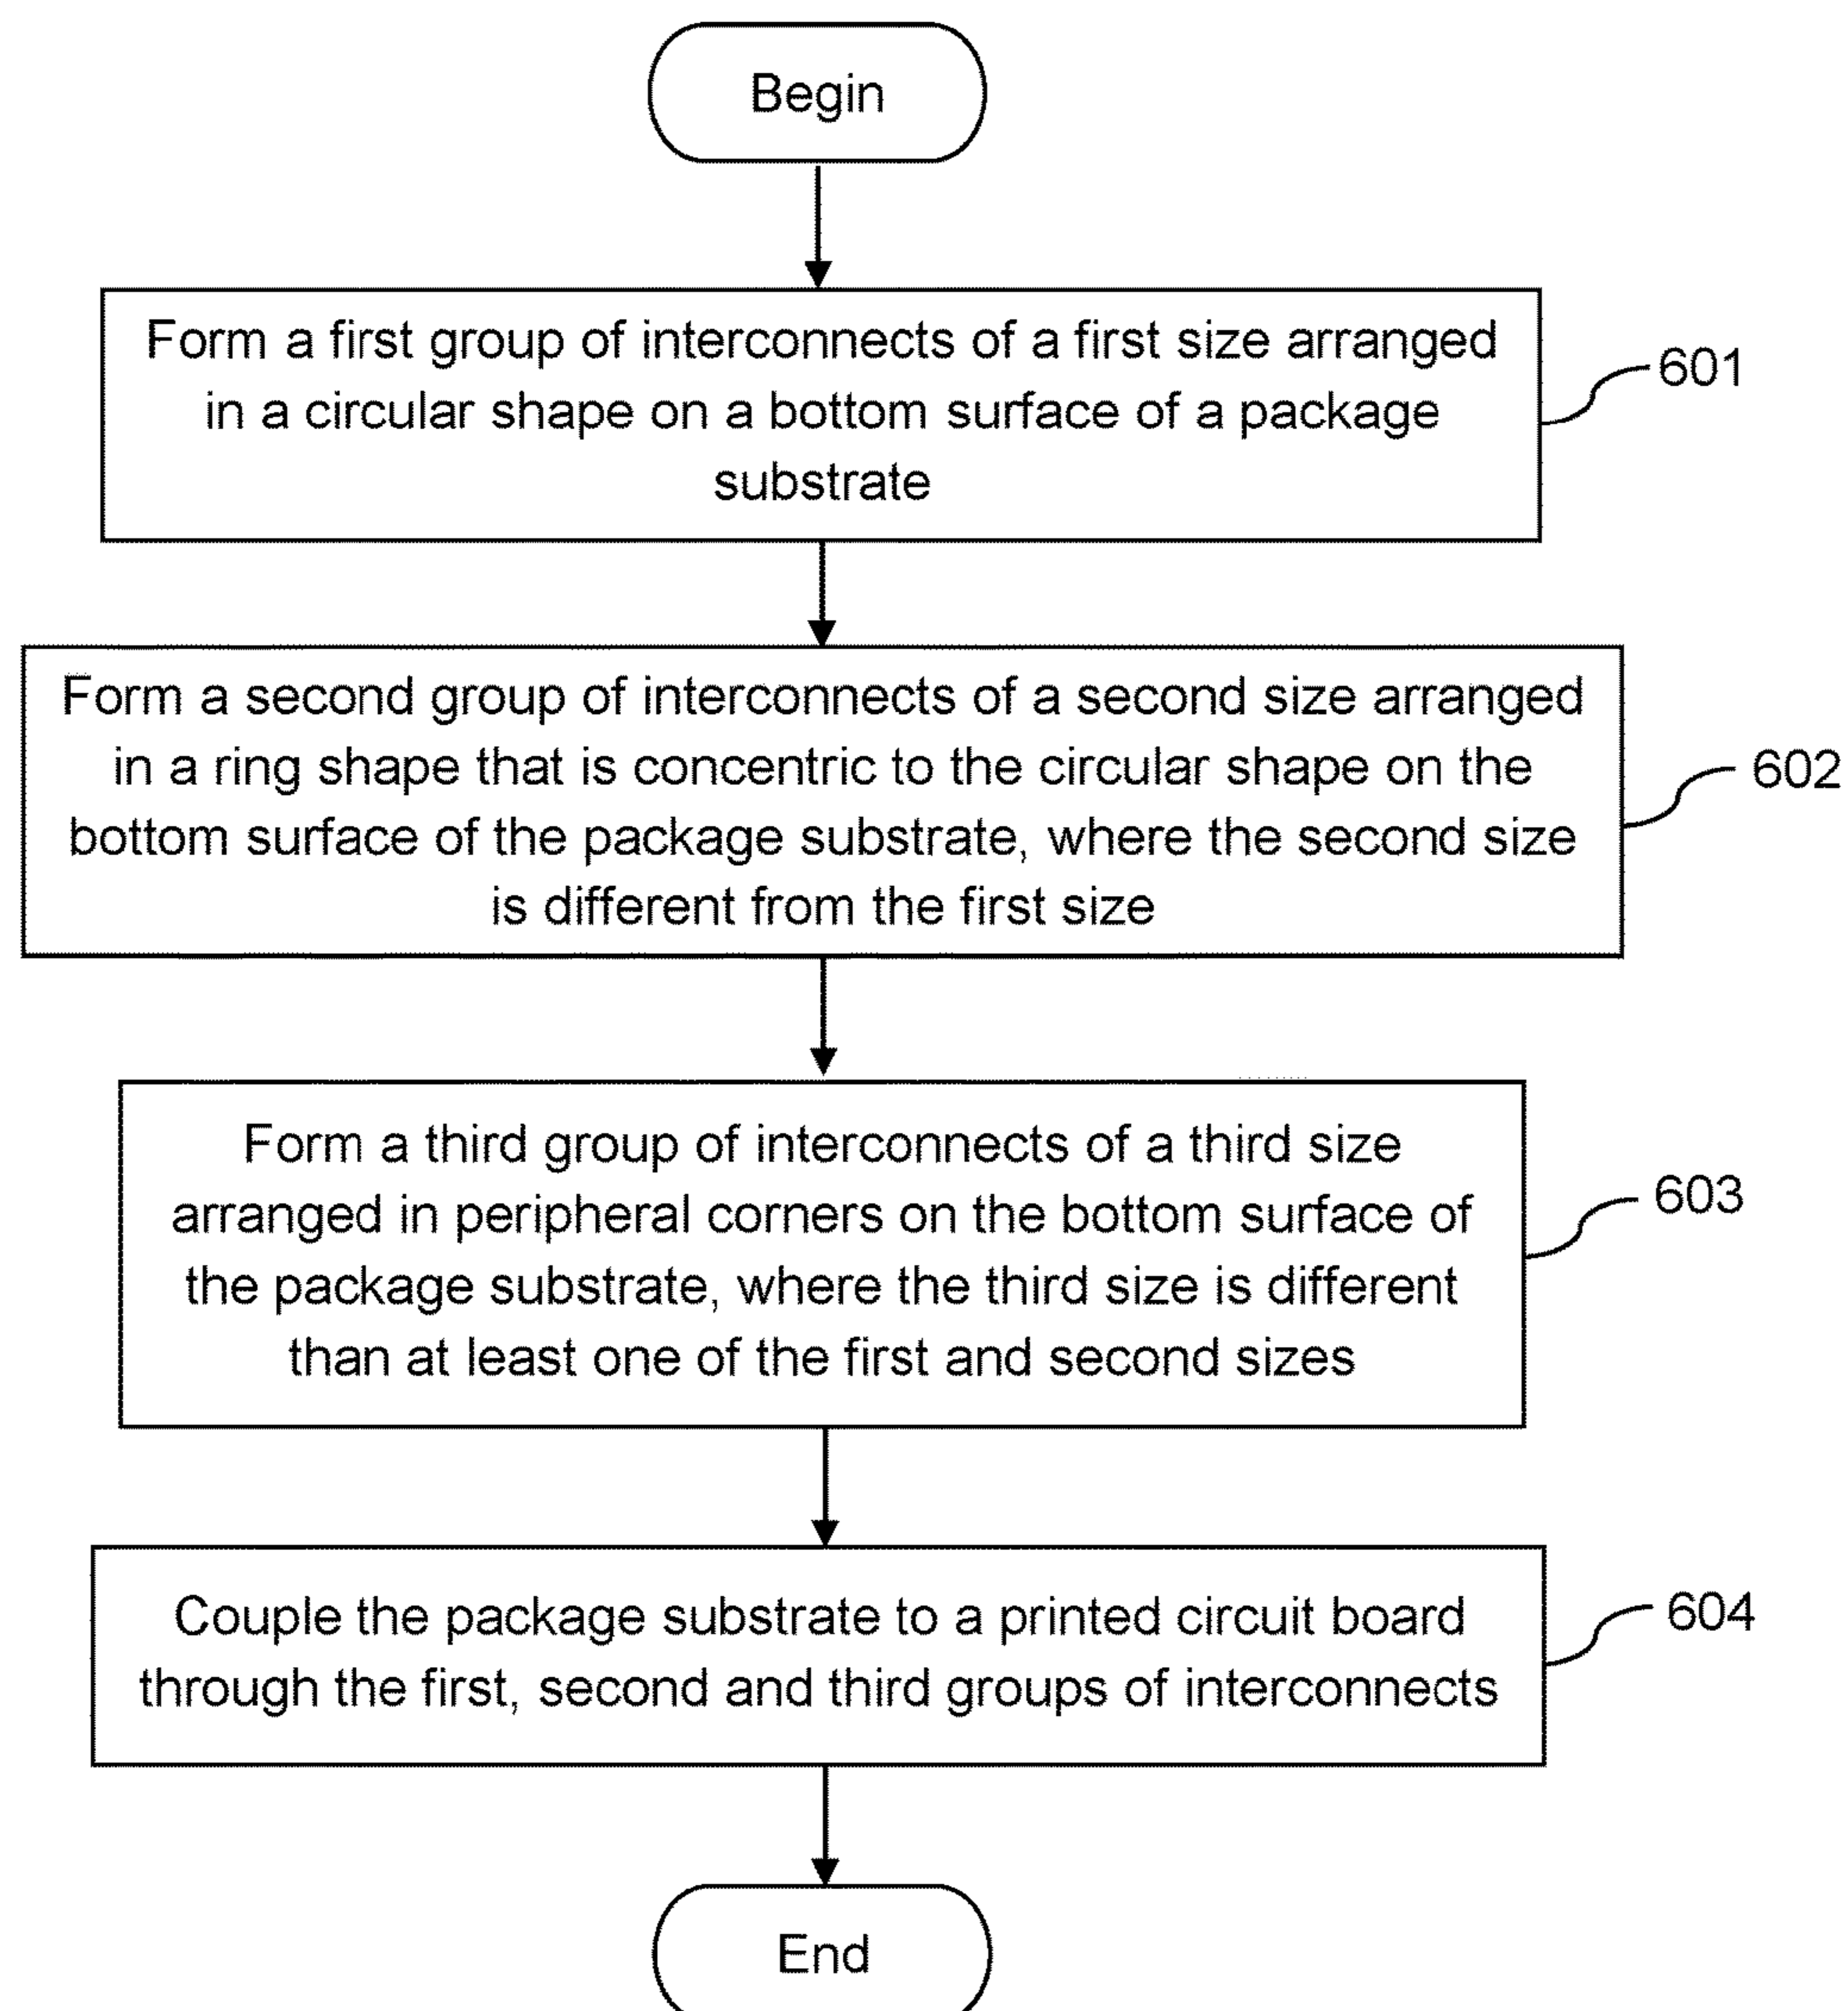 Begin
Form a first group of interconnects of a first size arranged
in a circular shape on a bottom surface of a package
substrate
601
Form a second group of interconnects of a second size arranged
in a ring shape that is concentric to the circular shape on the
bottom surface of the package substrate, where the second size
is different from the first size
602
Form a third group of interconnects of a third size
arranged in peripheral corners on the bottom surface of
the package substrate, where the third size is different
than at least one of the first and second sizes
603
Couple the package substrate to a printed circuit board
through the first, second and third groups of interconnects
604
End